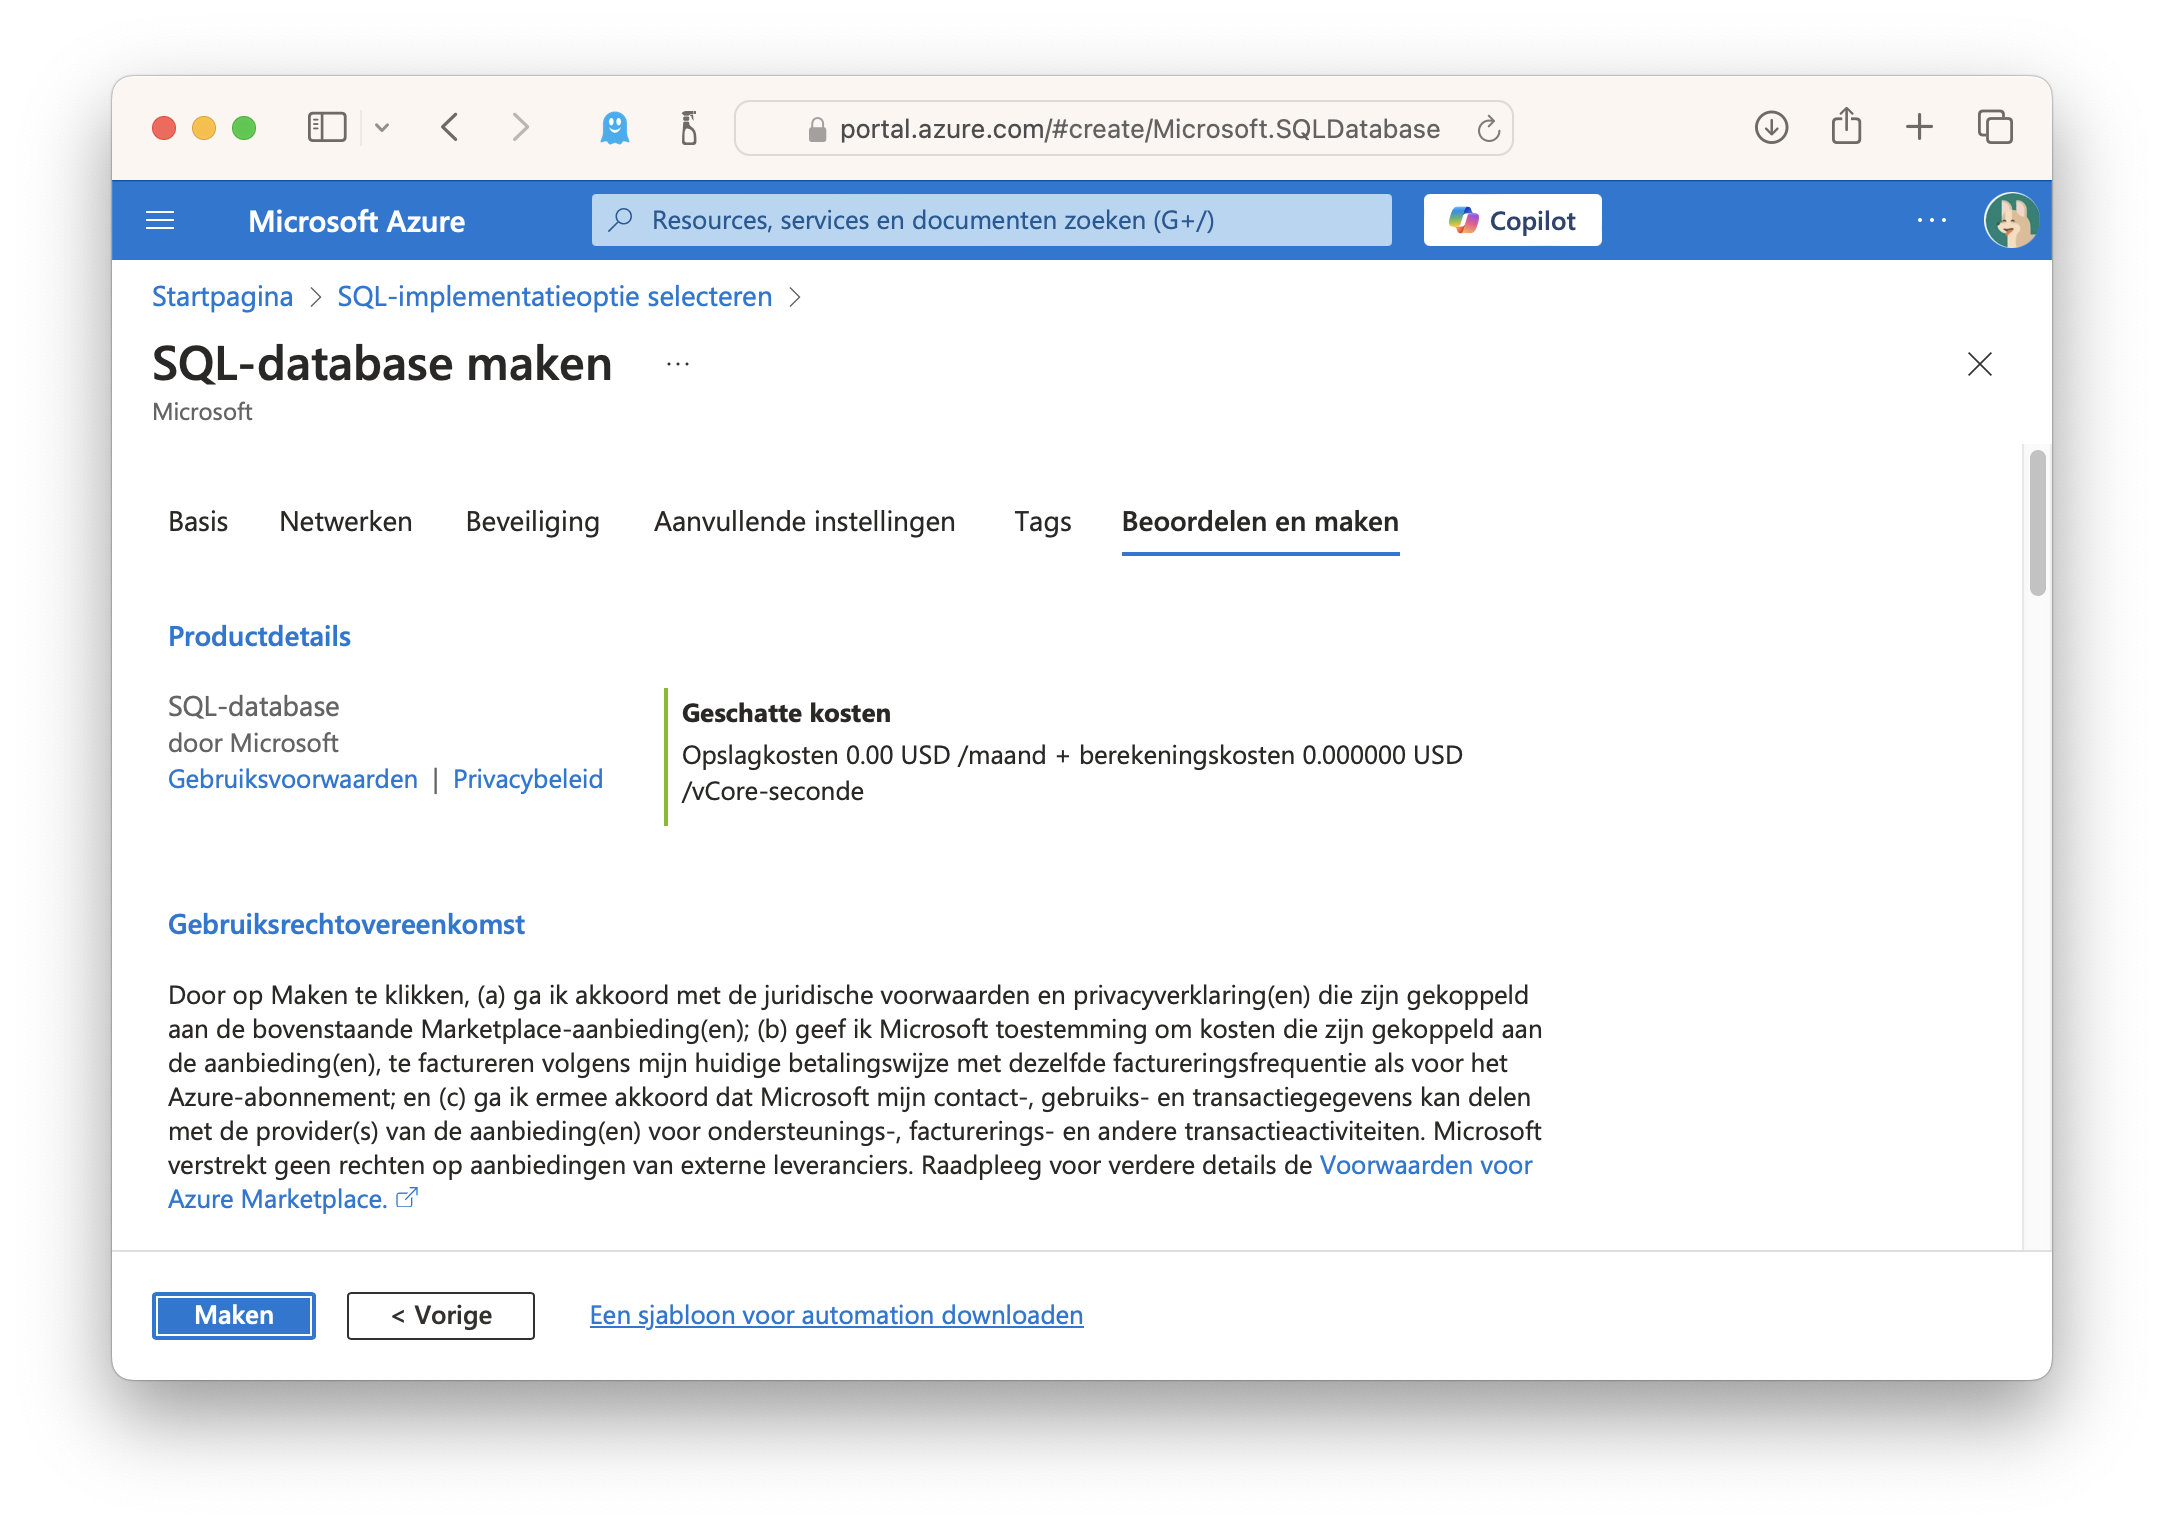 portal.azure.com/#create/Microsoft.SQLDatabase
Microsoft Azure
Resources, services en documenten zoeken (G+/)
Copilot
Startpagina > SQL-implementatieoptie selecteren >
SQL-database maken ...
Microsoft
Basis Netwerken Beveiliging Aanvullende instellingen Tags Beoordelen en maken
Productdetails
SQL-database
door Microsoft
Gebruiksvoorwaarden | Privacybeleid
Geschatte kosten
Opslagkosten 0.00 USD /maand + berekeningskosten 0.000000 USD
/vCore-seconde
Gebruiksrechtovereenkomst
Door op Maken te klikken, (a) ga ik akkoord met de juridische voorwaarden en privacyverklaring(en) die zijn gekoppeld
aan de bovenstaande Marketplace-aanbieding(en); (b) geef ik Microsoft toestemming om kosten die zijn gekoppeld aan
de aanbieding(en), te factureren volgens mijn huidige betalingswijze met dezelfde factureringsfrequentie als voor het
Azure-abonnement; en (c) ga ik ermee akkoord dat Microsoft mijn contact-, gebruiks- en transactiegegevens kan delen
met de provider(s) van de aanbieding(en) voor ondersteunings-, facturerings- en andere transactieactiviteiten. Microsoft
verstrekt geen rechten op aanbiedingen van externe leveranciers. Raadpleeg voor verdere details de Voorwaarden voor
Azure Marketplace.
Maken
< Vorige
Een sjabloon voor automation downloaden